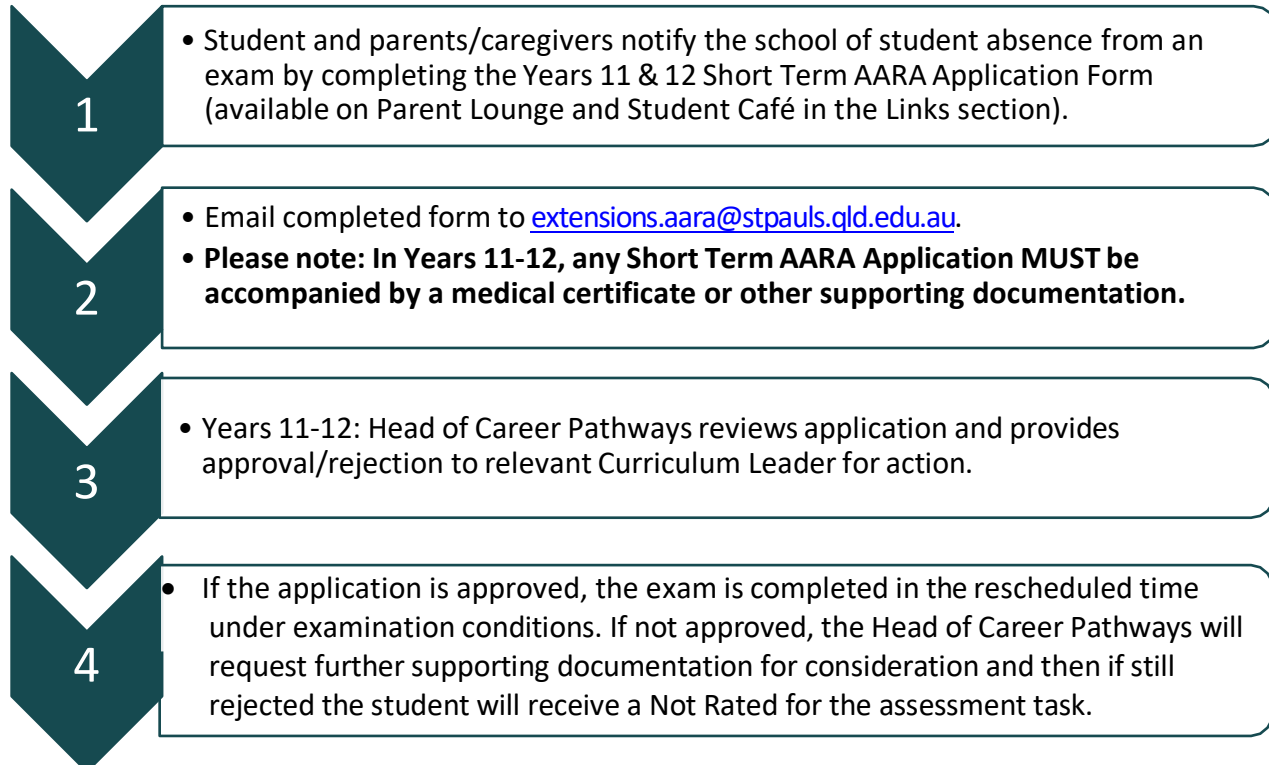 1
• Student and parents/caregivers notify the school of student absence from an
exam by completing the Years 11 & 12 Short Term AARA Application Form
(available on Parent Lounge and Student Café in the Links section).
2
• Email completed form to extensions.aara@stpauls.qld.edu.au.
• Please note: In Years 11-12, any Short Term AARA Application MUST be
accompanied by a medical certificate or other supporting documentation.
3
• Years 11-12: Head of Career Pathways reviews application and provides
approval/rejection to relevant Curriculum Leader for action.
4
• If the application is approved, the exam is completed in the rescheduled time
under examination conditions. If not approved, the Head of Career Pathways will
request further supporting documentation for consideration and then if still
rejected the student will receive a Not Rated for the assessment task.